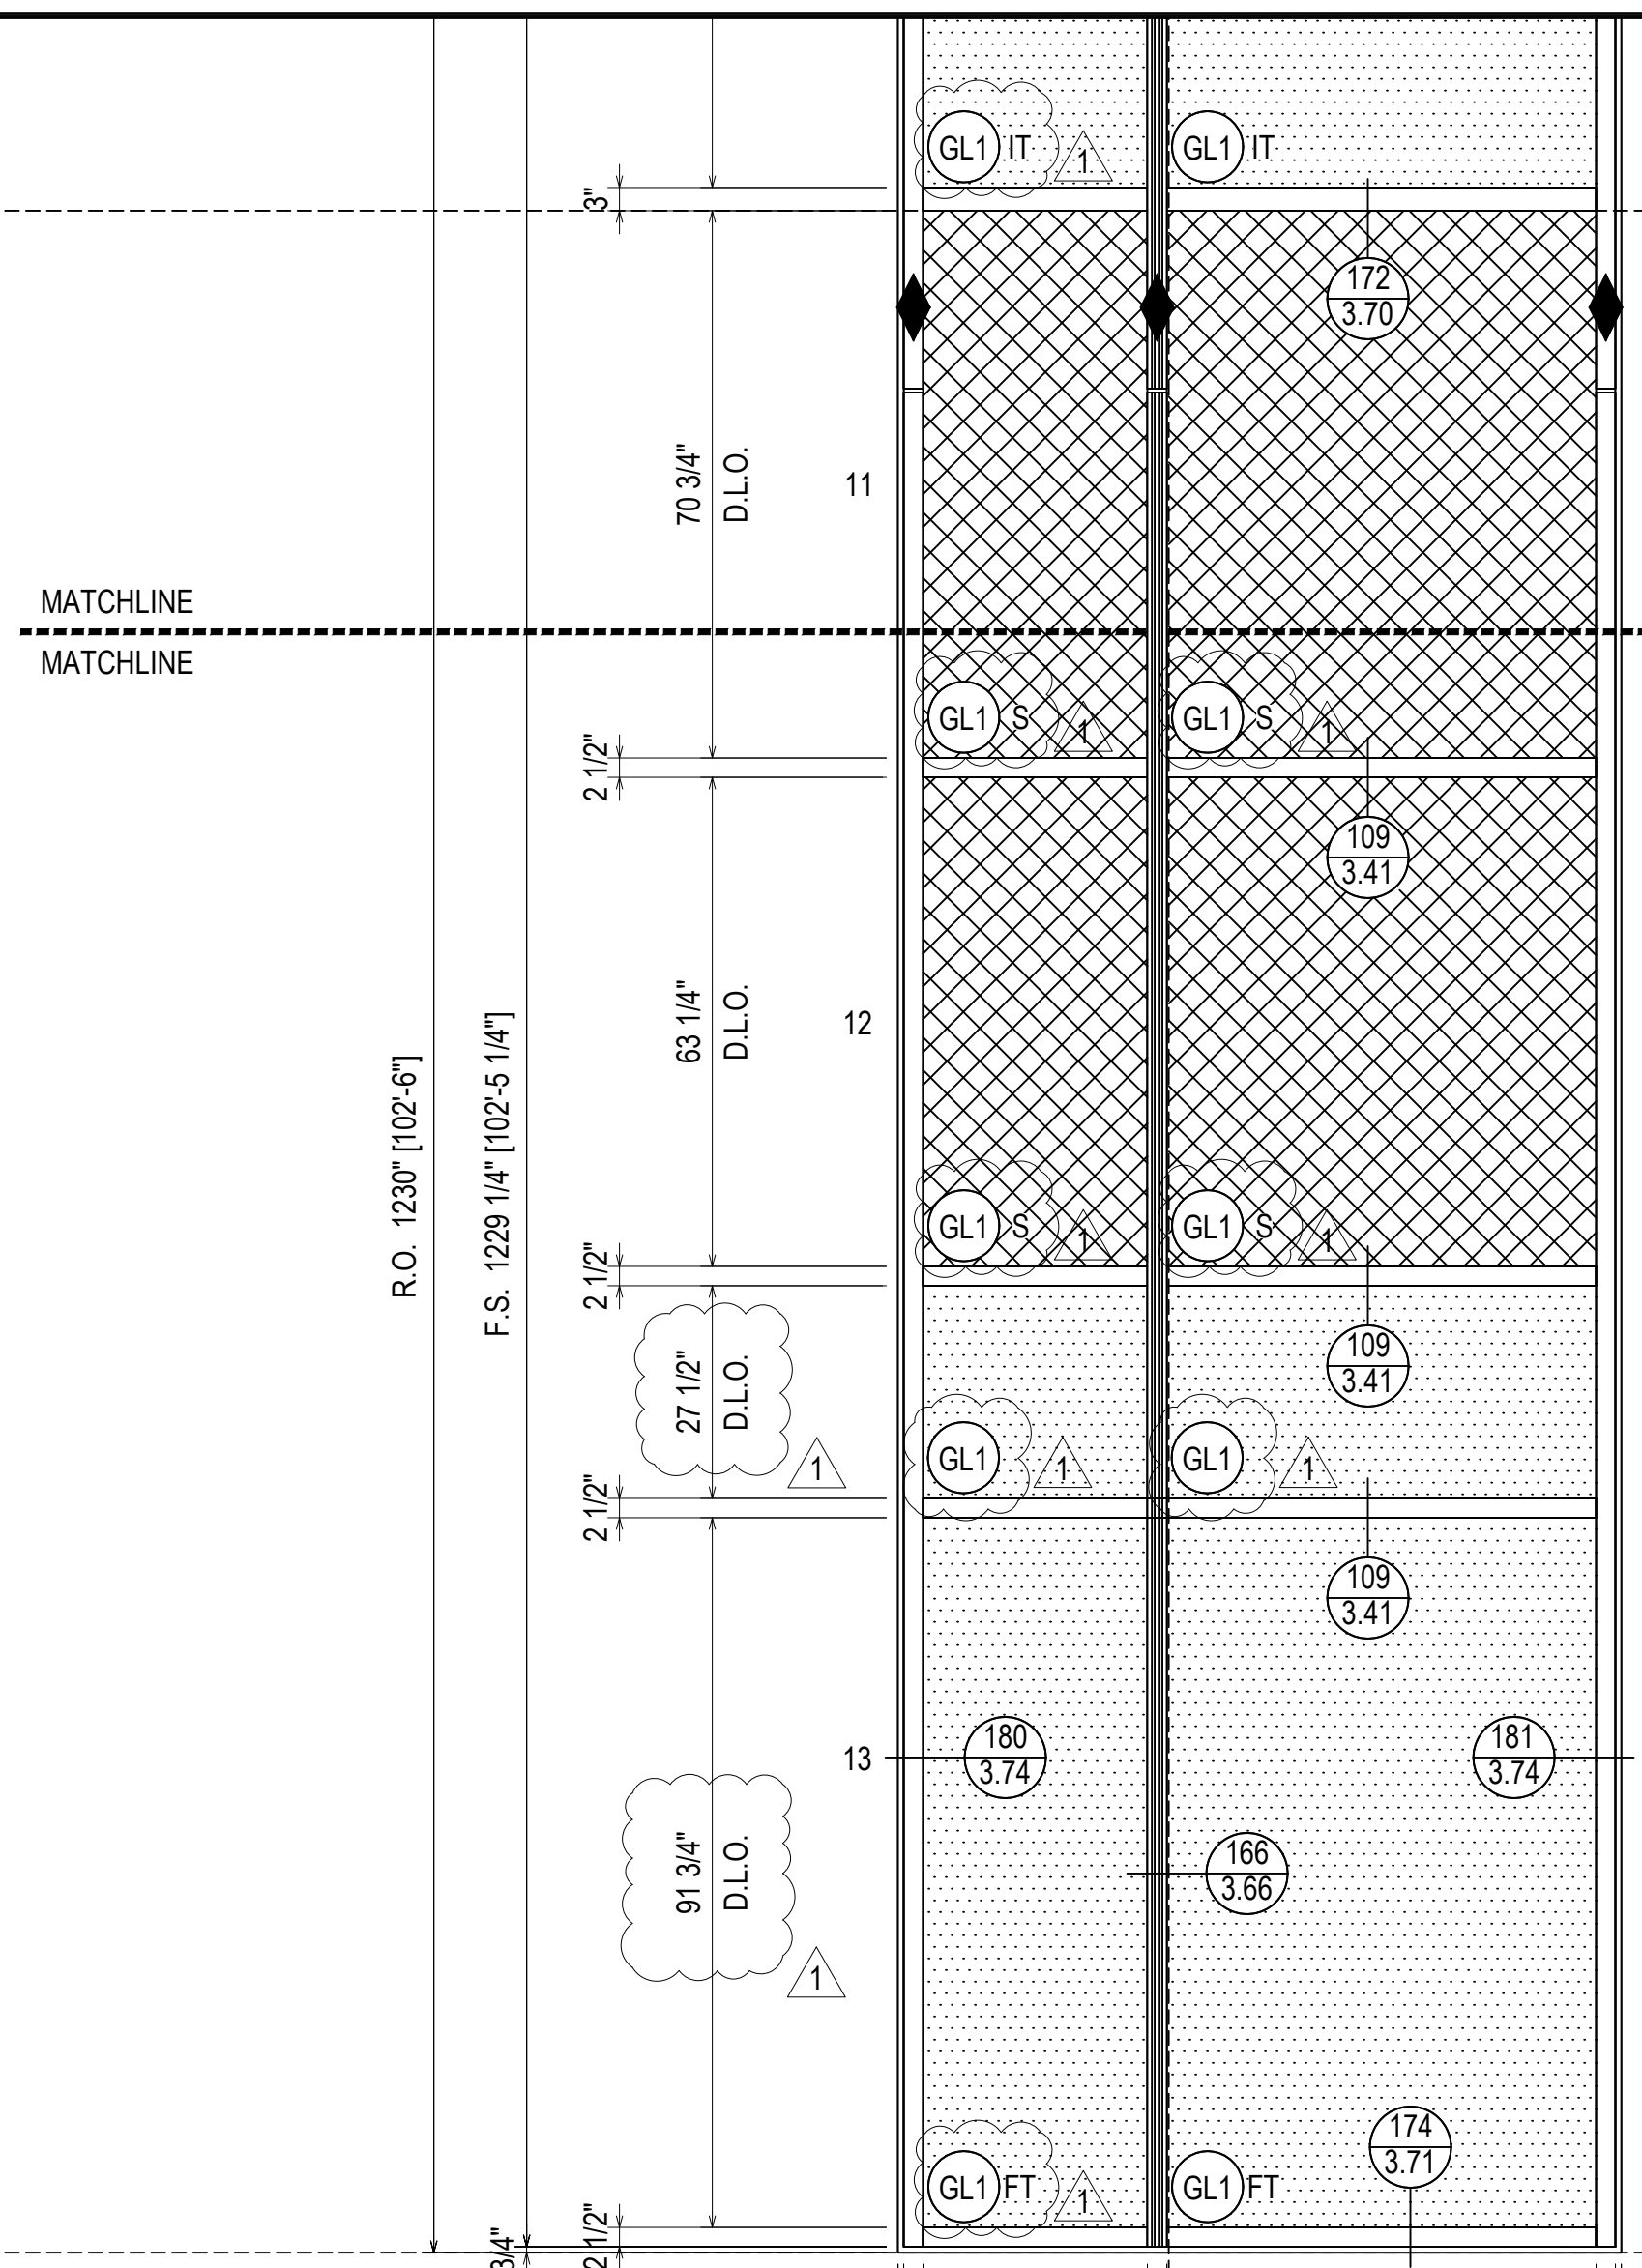 GL1 IT 1 GL1 IT
3"
172
3.70
70 3/4"
D.L.O.
11
MATCHLINE
MATCHLINE
GL1 S 1 GL1 S 1
2 1/2"
109
3.41
63 1/4"
D.L.O.
12
R.O. 1230" [102'-6"]
F.S. 1229 1/4" [102'-5 1/4"]
GL1 S 1 GL1 S 1
2 1/2"
109
3.41
27 1/2"
D.L.O.
1
GL1 1 GL1 1
2 1/2"
109
3.41
13
180
3.74
181
3.74
91 3/4"
D.L.O.
1
166
3.66
174
3.71
GL1 FT 1 GL1 FT
2 1/2"
3/4"